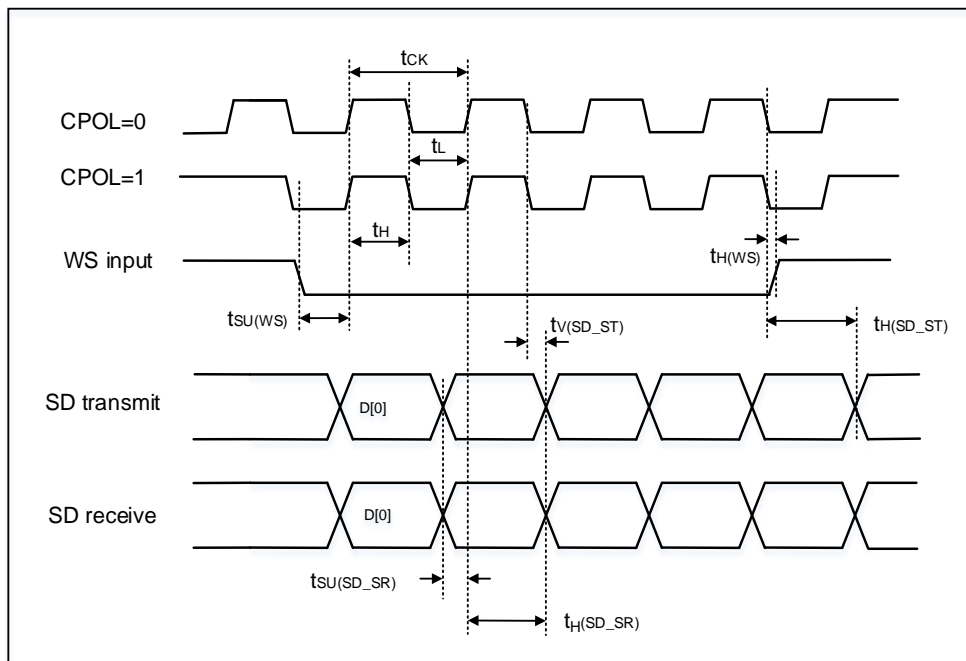 tCK
CPOL=0
tL
CPOL=1
tH
WS input
tH(WS)
tSU(WS)
tV(SD_ST)
tH(SD_ST)
SD transmit
D[0]
SD receive
D[0]
tSU(SD_SR)
tH(SD_SR)